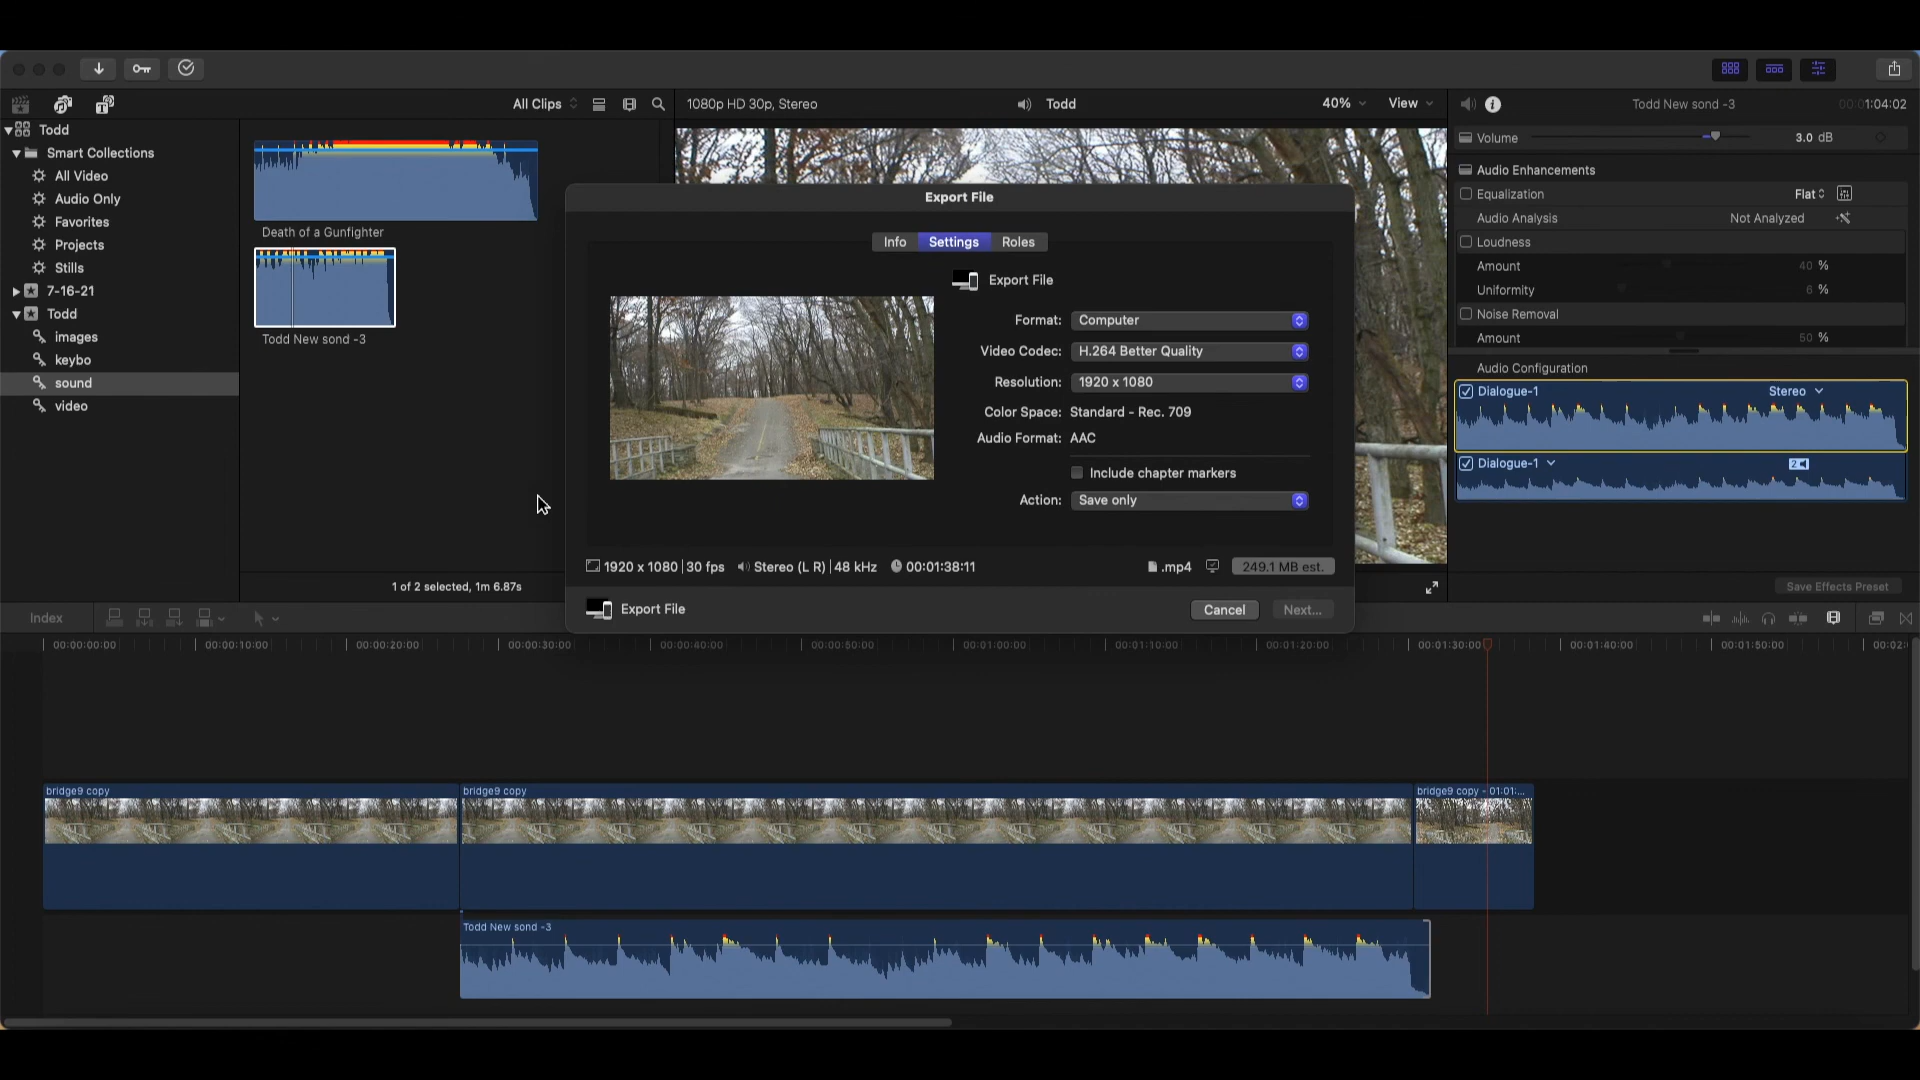 All Clips
1080p HD 30p, Stereo
Todd
40%
View
Todd New sond -3
00:01:04:02
Todd
Smart Collections
All Video
Audio Only
Favorites
Projects
Stills
7-16-21
Todd
images
keybo
sound
video
Death of a Gunfighter
Todd New sond -3
1 of 2 selected, 1m 6.87s
Export File
Info
Settings
Roles
Export File
Format: Computer
Video Codec: H.264 Better Quality
Resolution: 1920 x 1080
Color Space: Standard - Rec. 709
Audio Format: AAC
Include chapter markers
Action: Save only
1920 x 1080 | 30 fps
Stereo (L R) | 48 kHz
00:01:38:11
.mp4
249.1 MB est.
Export File
Cancel
Next...
Volume 3.0 dB
Audio Enhancements
Equalization Flat
Audio Analysis Not Analyzed
Loudness
Amount 40 %
Uniformity 6 %
Noise Removal
Amount 50 %
Audio Configuration
Dialogue-1 Stereo
Dialogue-1 2
Save Effects Preset
Index
00:00:00:00 00:00:10:00 00:00:20:00 00:00:30:00 00:00:40:00 00:00:50:00 00:01:00:00 00:01:10:00 00:01:20:00 00:01:30:00 00:01:40:00 00:01:50:00 00:02:
bridge9 copy
bridge9 copy
bridge9 copy - 01:01:...
Todd New sond -3